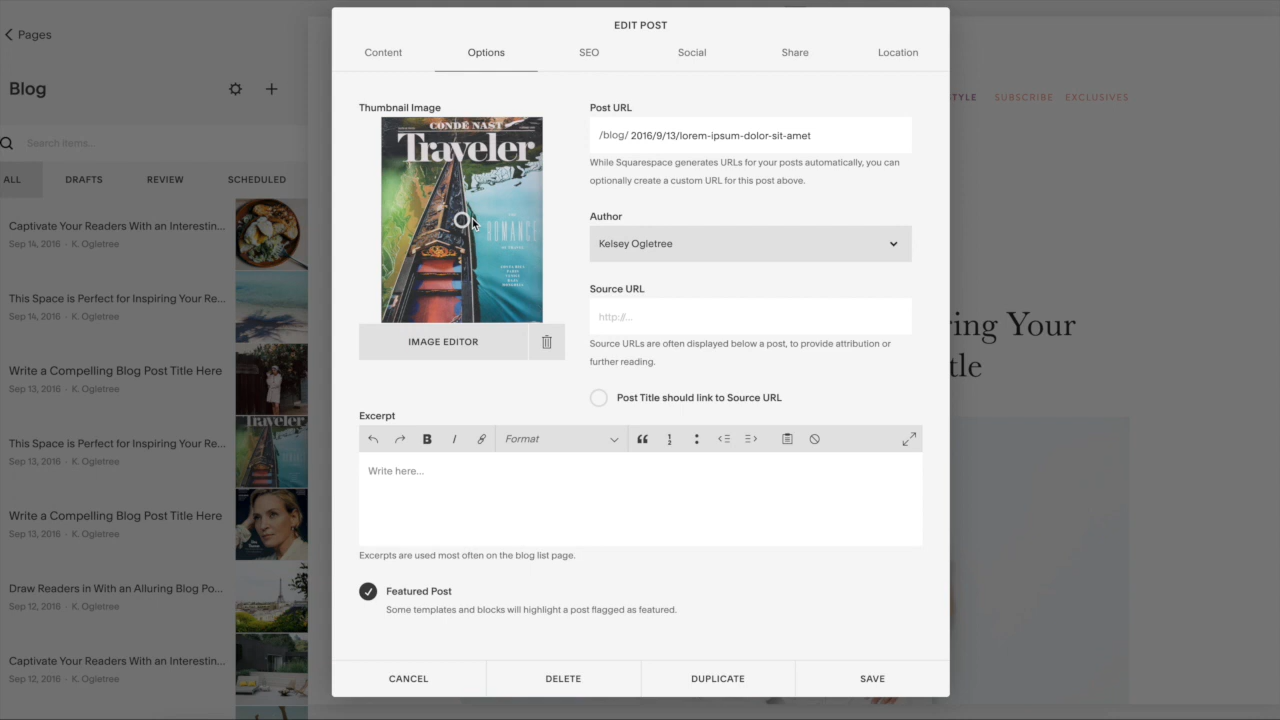 EDIT POST
Content
Options
SEO
Social
Share
Location
Pages
Blog
Search items...
ALL
DRAFTS
REVIEW
SCHEDULED
Captivate Your Readers With an Interestin...
Sep 14, 2016 · K. Ogletree
This Space is Perfect for Inspiring Your Re...
Sep 14, 2016 · K. Ogletree
Write a Compelling Blog Post Title Here
Sep 13, 2016 · K. Ogletree
This Space is Perfect for Inspiring Your Re...
Sep 13, 2016 · K. Ogletree
Traveler
Write a Compelling Blog Post Title Here
Sep 13, 2016 · K. Ogletree
Draw Readers in With an Alluring Blog Po...
Sep 12, 2016 · K. Ogletree
Captivate Your Readers With an Interestin...
Sep 12, 2016 · K. Ogletree
Thumbnail Image
CONDÉ NAST
Traveler
THE
ROMANCE
OF TRAVEL
IMAGE EDITOR
Post URL
/blog/ 2016/9/13/lorem-ipsum-dolor-sit-amet
While Squarespace generates URLs for your posts automatically, you can
optionally create a custom URL for this post above.
Author
Kelsey Ogletree
Source URL
http://...
Source URLs are often displayed below a post, to provide attribution or
further reading.
Post Title should link to Source URL
Excerpt
B I Format
Write here...
Excerpts are used most often on the blog list page.
Featured Post
Some templates and blocks will highlight a post flagged as featured.
CANCEL
DELETE
DUPLICATE
SAVE
TYLE SUBSCRIBE EXCLUSIVES
ring Your
tle